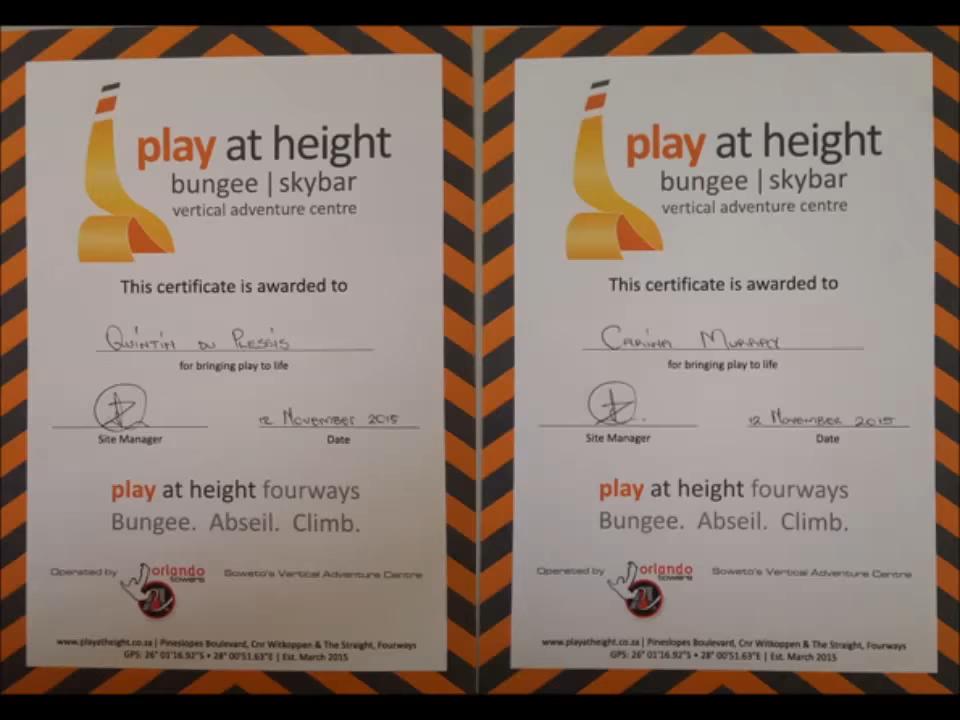 play at height
bungee | skybar
vertical adventure centre
This certificate is awarded to
Quintin du Plessis
for bringing play to life
12 November 2015
Site Manager
Date
play at height fourways
Bungee. Abseil. Climb.
Operated by
orlando
towers
Soweto's Vertical Adventure Centre
www.playatheight.co.za | Pineslopes Boulevard, Cnr Witkoppen & The Straight, Fourways
GPS: 26° 01'16.92"S • 28° 00'51.63"E | Est. March 2015
play at height
bungee | skybar
vertical adventure centre
This certificate is awarded to
Carina Murray
for bringing play to life
12 November 2015
Site Manager
Date
play at height fourways
Bungee. Abseil. Climb.
Operated by
orlando
towers
Soweto's Vertical Adventure Centre
www.playatheight.co.za | Pineslopes Boulevard, Cnr Witkoppen & The Straight, Fourways
GPS: 26° 01'16.92"S • 28° 00'51.63"E | Est. March 2015